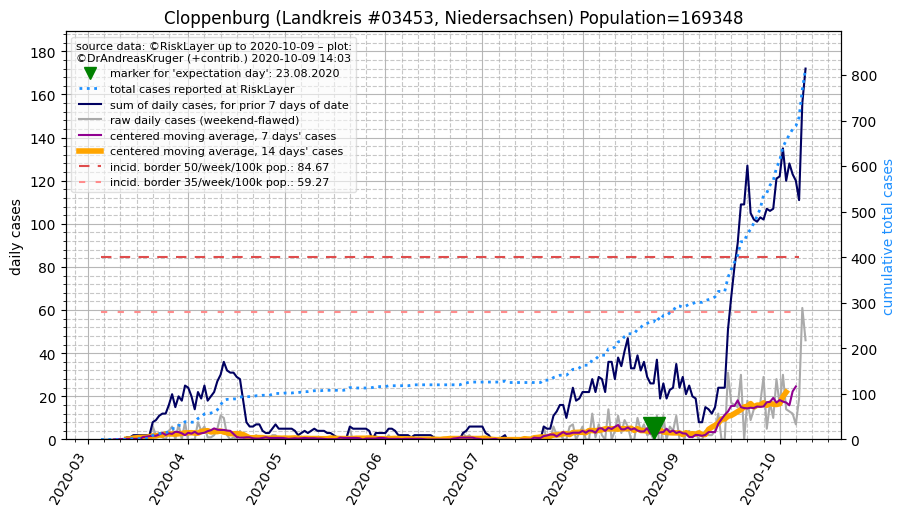 Cloppenburg (Landkreis #03453, Niedersachsen) Population=169348
source data: ©RiskLayer up to 2020-10-09 – plot:
©DrAndreasKruger (+contrib.) 2020-10-09 14:03
marker for 'expectation day': 23.08.2020
total cases reported at RiskLayer
sum of daily cases, for prior 7 days of date
raw daily cases (weekend-flawed)
centered moving average, 7 days' cases
centered moving average, 14 days' cases
incid. border 50/week/100k pop.: 84.67
incid. border 35/week/100k pop.: 59.27
daily cases
180
160
140
120
100
80
60
40
20
0
cumulative total cases
800
700
600
500
400
300
200
100
0
2020-03
2020-04
2020-05
2020-06
2020-07
2020-08
2020-09
2020-10